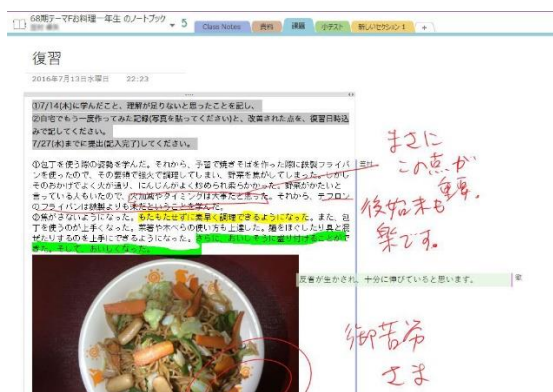 68期テーマFお料理一年生 のノートブック
Class Notes 資料 課題 小テスト 新しいセクション 1 +
復習
2016年7月13日水曜日 22:23
①7/14(木)に学んだこと、理解が足りないと思ったことを記し、
②自宅でもう一度作ってみた記録(写真を貼ってください)と、改善された点を、復習日時込
みで記してください。
7/27(水)までに提出(記入完了)してください。
①包丁を使う際の姿勢を学んだ。それから、予習で焼きそばを作った際に鉄製フライパ
ンを使ったので、その要領で強火で調理してしまい、野菜を焦がしてしまった。しかし
そのおかげでよく火が通り、にんじんがよく炒められ柔らかかった。野菜がかたいと
言っている人もいたので、火加減やタイミングは大事だと思った。それから、テフロン
のフライパンは鉄製よりも
②焦がさないようになった。もたもたせずに素早く調理できるようになった。また、包
丁を使うのが上手くなった。菜箸や木べらの使い方も上達した。麺をほぐしたり具と混
ぜたりするのを上手にできるようになった。さらに、おいしそうに盛り付けることがで
きた。そして、おいしくなった。
まさに
この点が
重要。
後始末も
楽です。
反省が生かされ、十分に伸びていると思います。
御苦労
さま